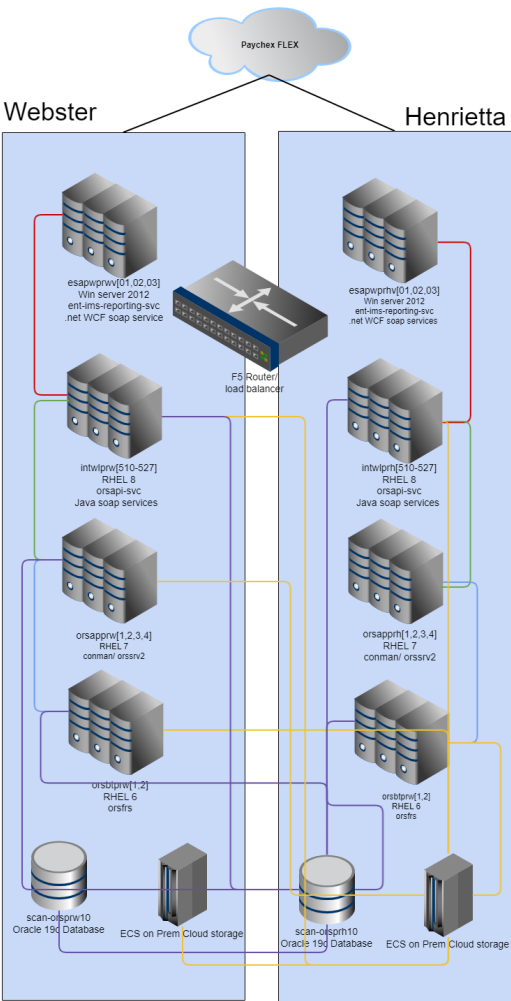 Paychex FLEX
Webster
Henrietta
esapwprwv[01,02,03]
Win server 2012
ent-ims-reporting-svc
.net WCF soap service
esapwprhv[01,02,03]
Win server 2012
ent-ims-reporting-svc
.net WCF soap services
F5 Router/
load balancer
intwlprw[510-527]
RHEL 8
orsapi-svc
Java soap services
intwlprh[510-527]
RHEL 8
orsapi-svc
Java soap services
orsapprw[1,2,3,4]
RHEL 7
conman/ orssrv2
orsapprh[1,2,3,4]
RHEL 7
conman/ orssrv2
orsbtprw[1,2]
RHEL 6
orsfrs
orsbtprw[1,2]
RHEL 6
orsfrs
scan-orsprw10
Oracle 19c Database
ECS on Prem Cloud storage
scan-orsprh10
Oracle 19c Database
ECS on Prem Cloud storage